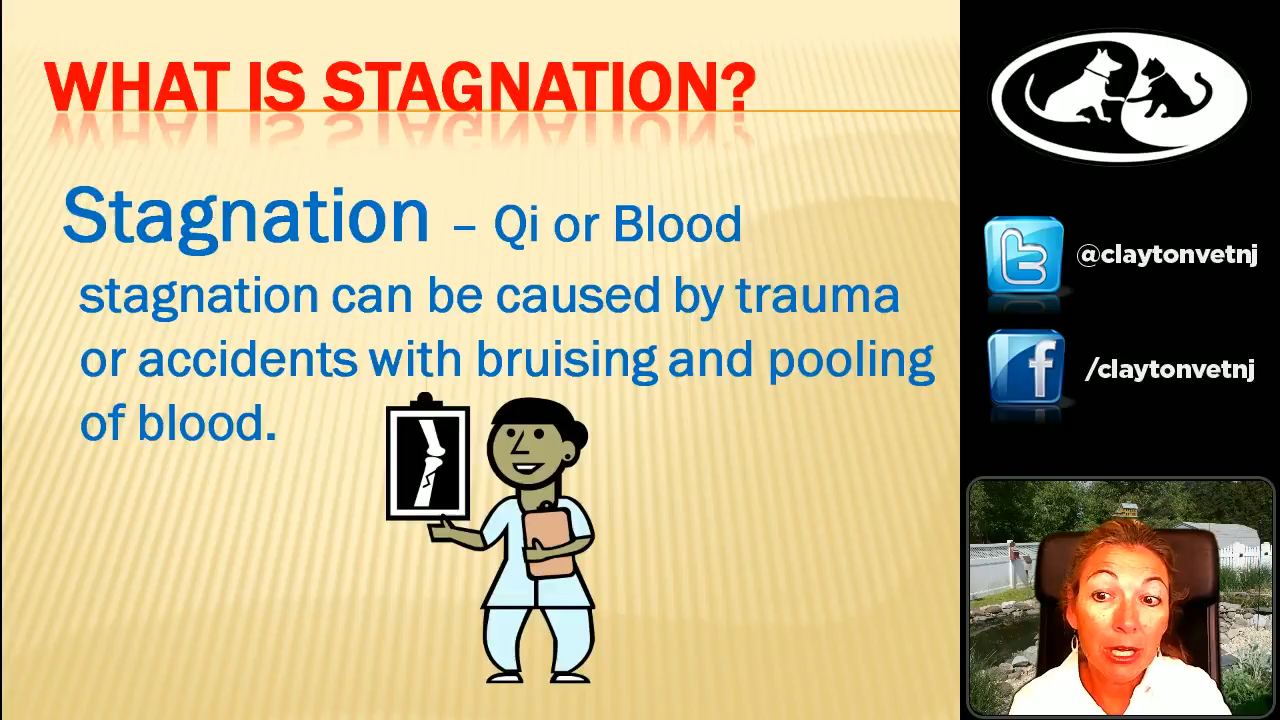 WHAT IS STAGNATION?
Stagnation – Qi or Blood
stagnation can be caused by trauma
or accidents with bruising and pooling
of blood.
@claytonvetnj
/claytonvetnj